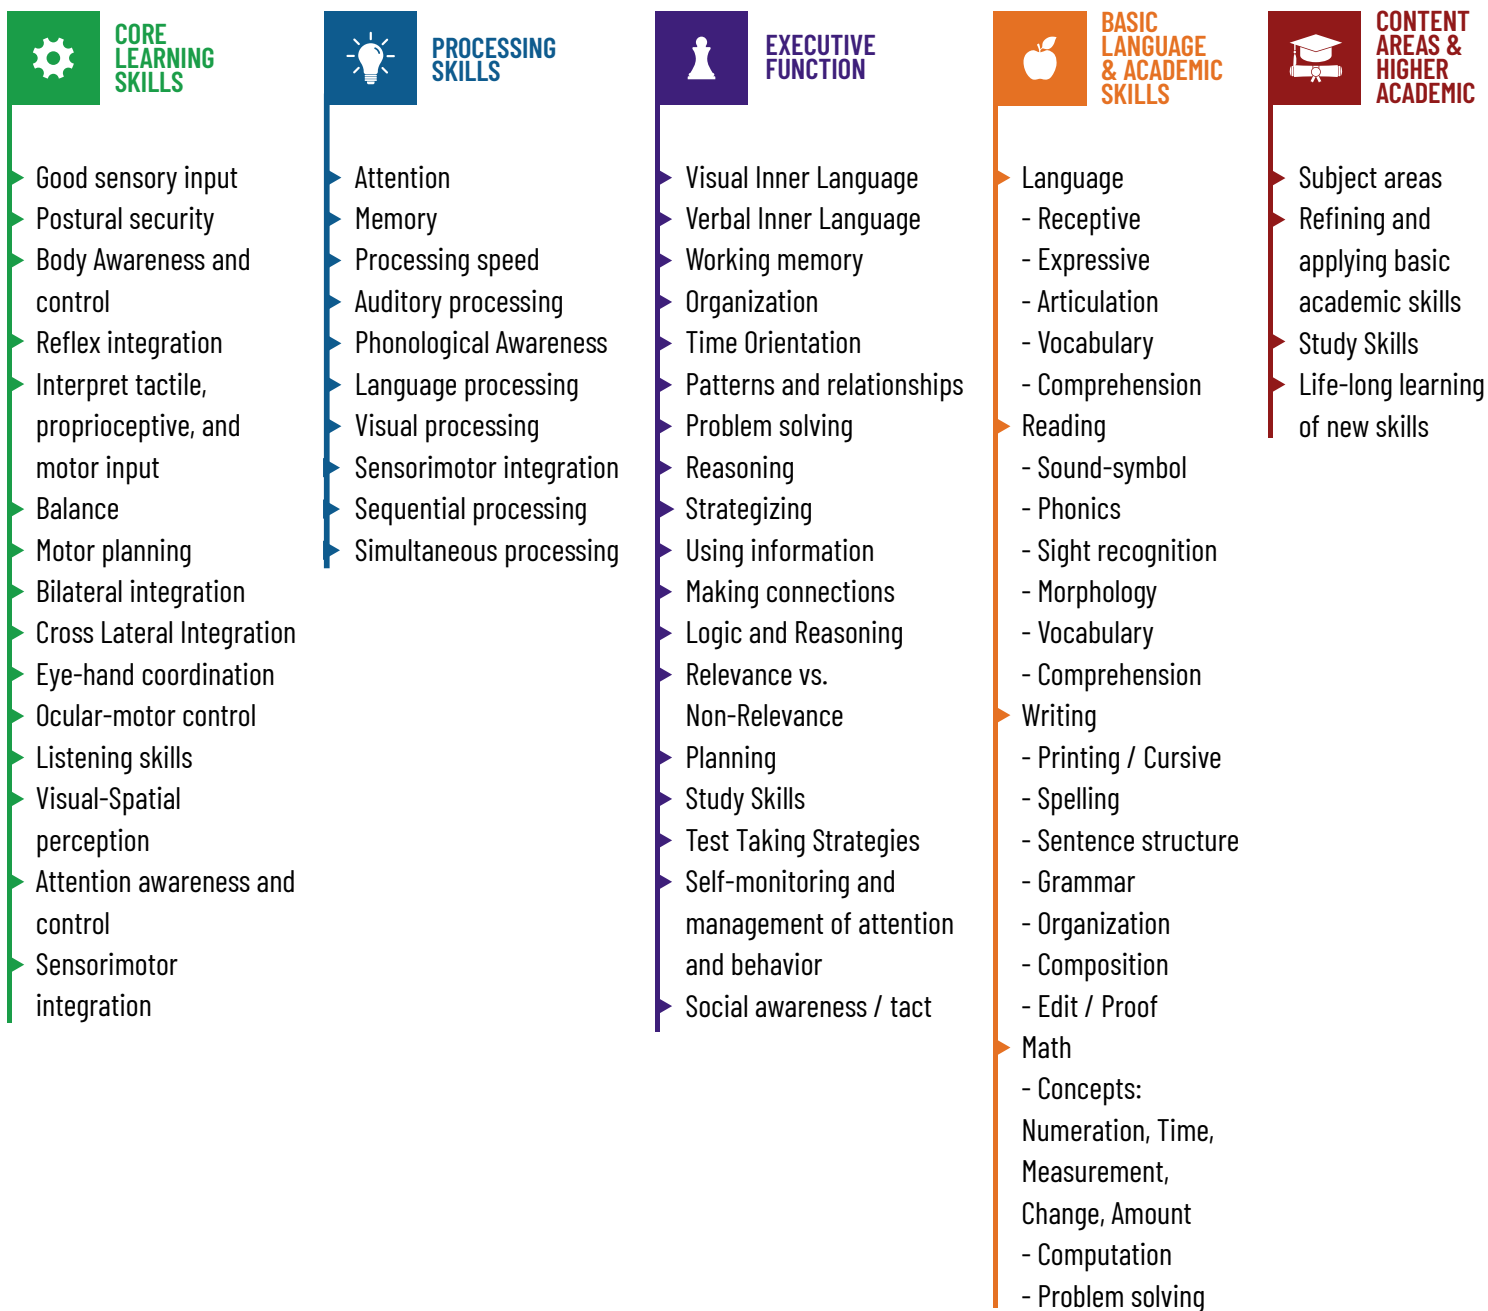 CORE
LEARNING
SKILLS
Good sensory input
Postural security
Body Awareness and
control
Reflex integration
Interpret tactile,
proprioceptive, and
motor input
Balance
Motor planning
Bilateral integration
Cross Lateral Integration
Eye-hand coordination
Ocular-motor control
Listening skills
Visual-Spatial
perception
Attention awareness and
control
Sensorimotor
integration
PROCESSING
SKILLS
Attention
Memory
Processing speed
Auditory processing
Phonological Awareness
Language processing
Visual processing
Sensorimotor integration
Sequential processing
Simultaneous processing
EXECUTIVE
FUNCTION
Visual Inner Language
Verbal Inner Language
Working memory
Organization
Time Orientation
Patterns and relationships
Problem solving
Reasoning
Strategizing
Using information
Making connections
Logic and Reasoning
Relevance vs.
Non-Relevance
Planning
Study Skills
Test Taking Strategies
Self-monitoring and
management of attention
and behavior
Social awareness / tact
BASIC
LANGUAGE
& ACADEMIC
SKILLS
Language
- Receptive
- Expressive
- Articulation
- Vocabulary
- Comprehension
Reading
- Sound-symbol
- Phonics
- Sight recognition
- Morphology
- Vocabulary
- Comprehension
Writing
- Printing / Cursive
- Spelling
- Sentence structure
- Grammar
- Organization
- Composition
- Edit / Proof
Math
- Concepts:
Numeration, Time,
Measurement,
Change, Amount
- Computation
- Problem solving
CONTENT
AREAS &
HIGHER
ACADEMIC
Subject areas
Refining and
applying basic
academic skills
Study Skills
Life-long learning
of new skills